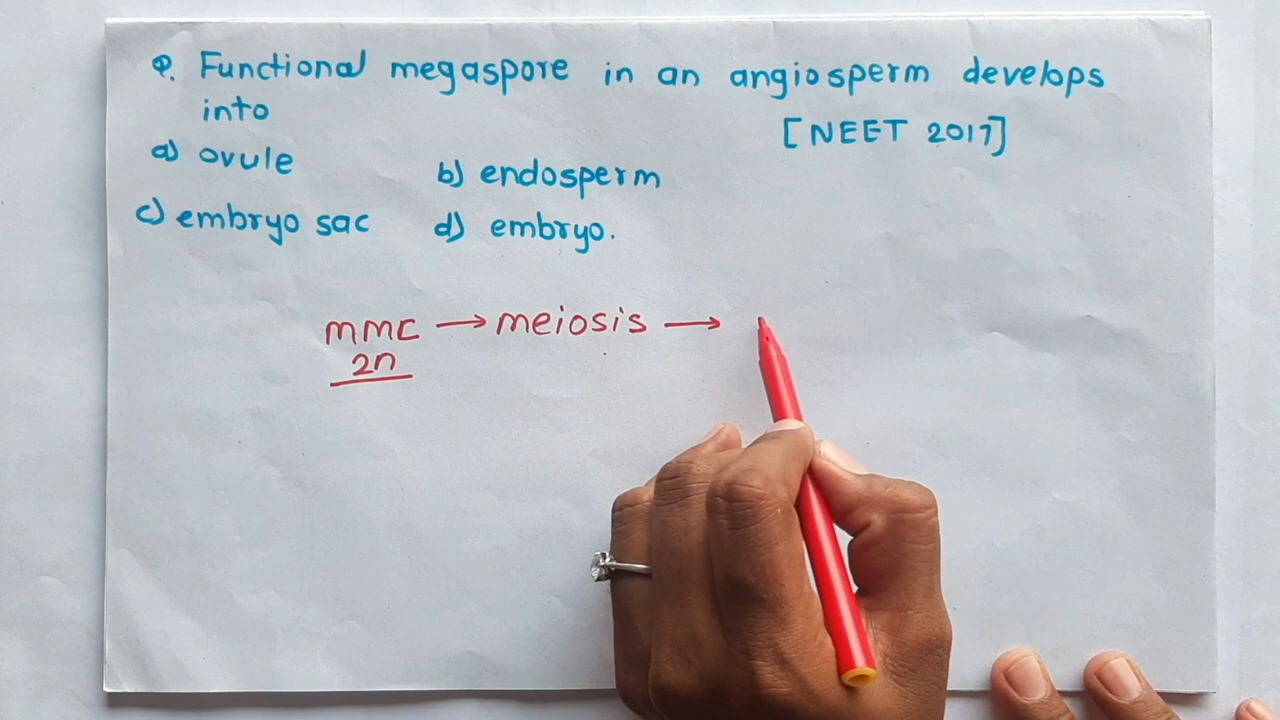 Q. Functional megaspore in an angiosperm develops
into
[NEET 2017]
a) ovule
b) endosperm
c) embryo sac
d) embryo.
MMC → meiosis →
2n